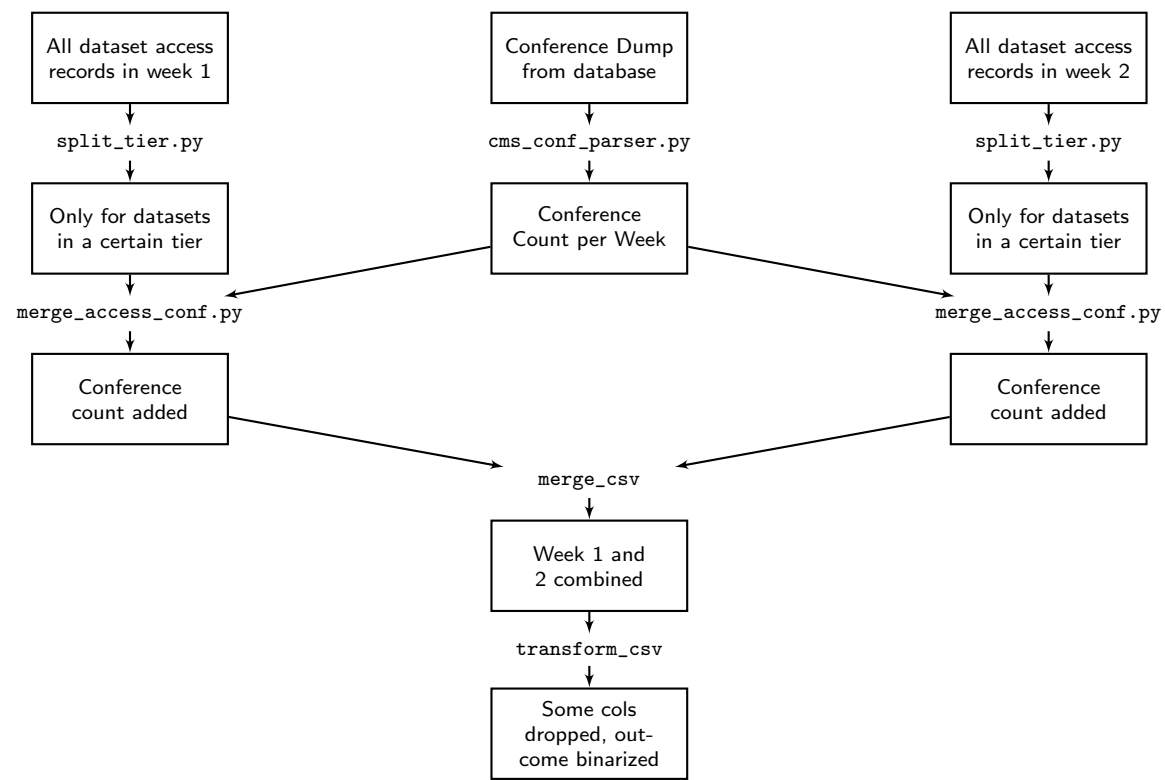 All dataset access
records in week 1
Conference Dump
from database
All dataset access
records in week 2
split_tier.py
cms_conf_parser.py
split_tier.py
Only for datasets
in a certain tier
Conference
Count per Week
Only for datasets
in a certain tier
merge_access_conf.py
merge_access_conf.py
Conference
count added
Conference
count added
merge_csv
Week 1 and
2 combined
transform_csv
Some cols
dropped, out-
come binarized